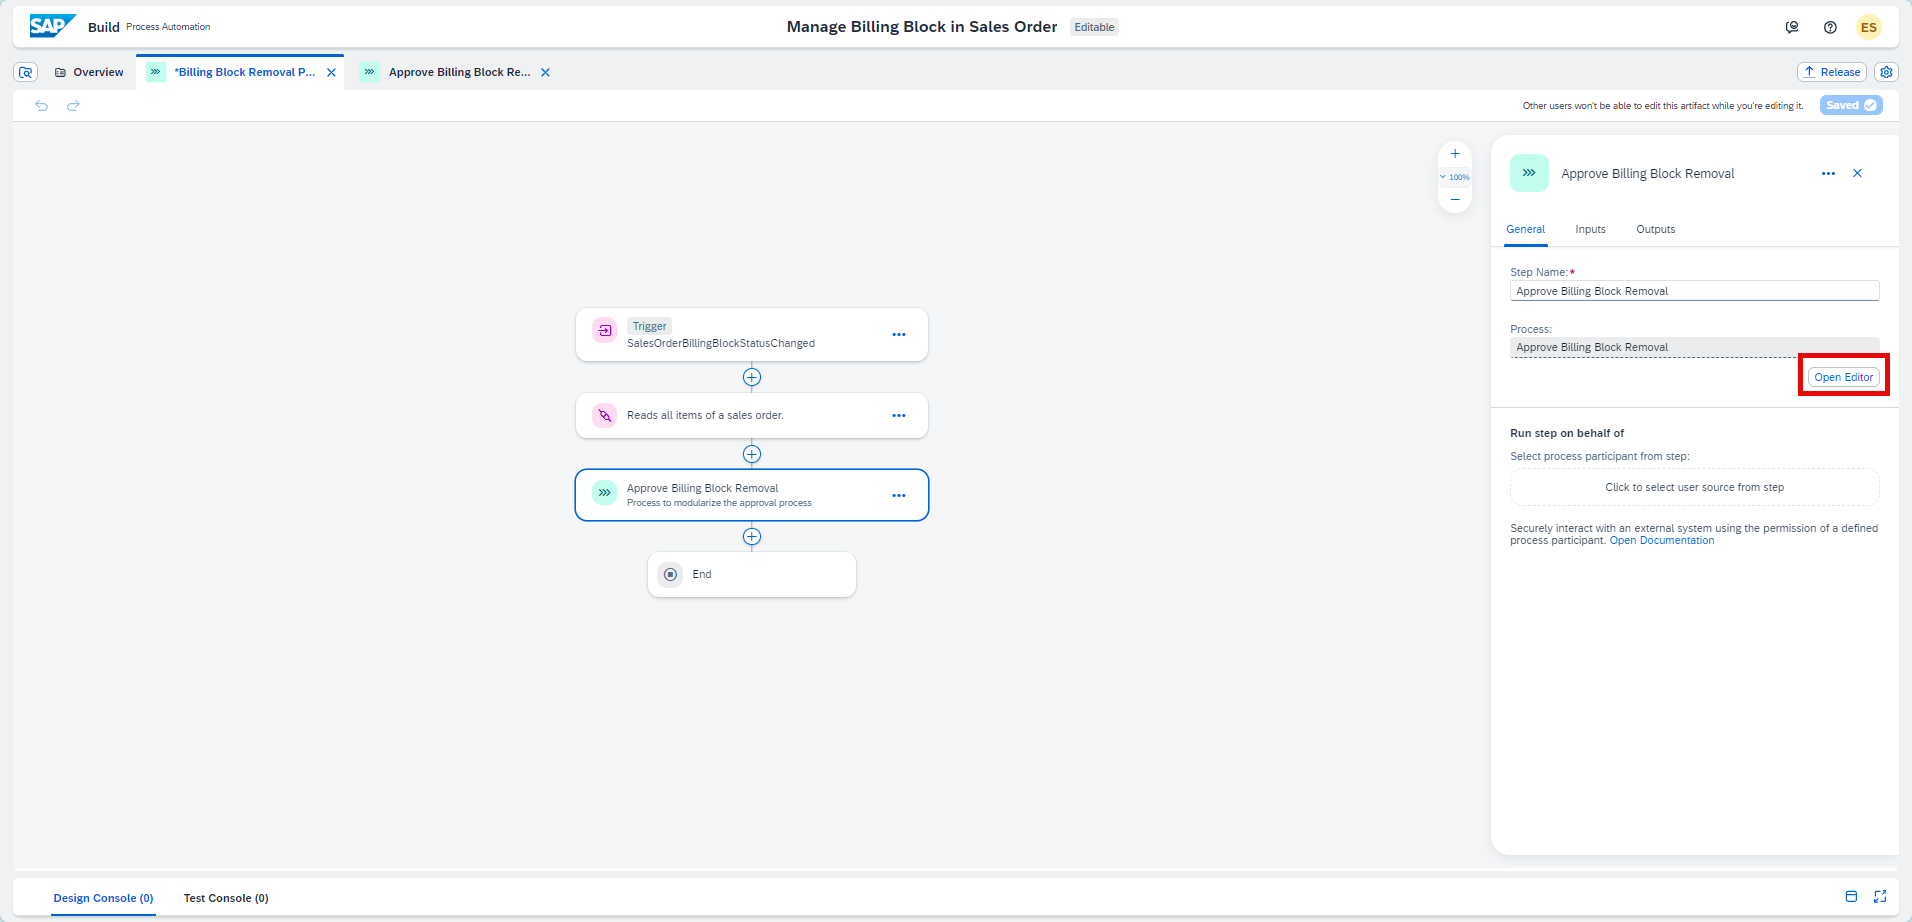 SAP Build Process Automation
Manage Billing Block in Sales Order Editable
ES
Overview
*Billing Block Removal P...
Approve Billing Block Re...
Release
Other users won't be able to edit this artifact while you're editing it.
Saved
100%
Trigger
SalesOrderBillingBlockStatusChanged
Reads all items of a sales order.
Approve Billing Block Removal
Process to modularize the approval process
End
Approve Billing Block Removal
General Inputs Outputs
Step Name:*
Approve Billing Block Removal
Process:
Approve Billing Block Removal
Open Editor
Run step on behalf of
Select process participant from step:
Click to select user source from step
Securely interact with an external system using the permission of a defined
process participant. Open Documentation
Design Console (0) Test Console (0)